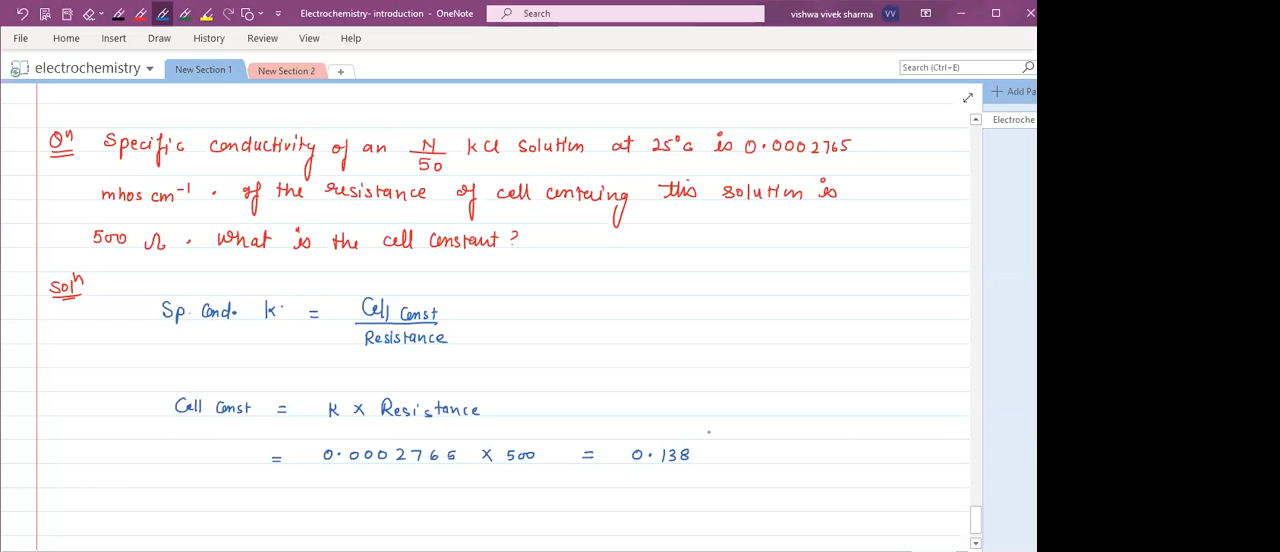 Electrochemistry- introduction - OneNote
Search
vishwa vivek sharma
VV
File Home Insert Draw History Review View Help
electrochemistry
New Section 1
New Section 2
+
Search (Ctrl+E)
+ Add Pa
Electroche
Qn Specific conductivity of an N/50 KCl solution at 25°c is 0.0002765
mhos cm⁻¹. of the resistance of cell containing this solution is
500 Ω. What is the cell constant?
Solⁿ
Sp. Cond. K = Cell Const / Resistance
Cell Const = K × Resistance
= 0.0002765 × 500 = 0.138